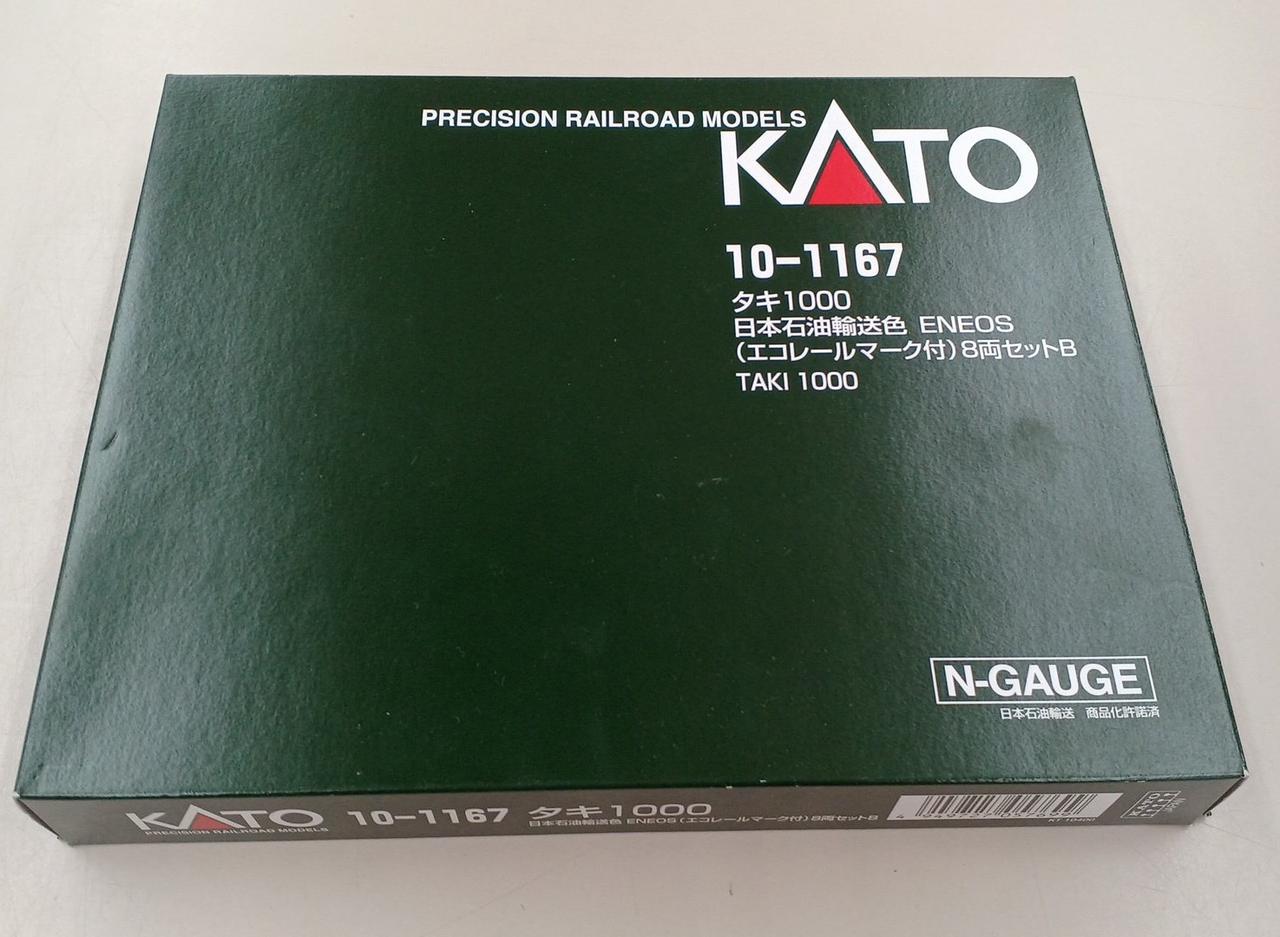 PRECISION RAILROAD MODELS
KATO
10-1167
タキ1000
日本石油輸送色 ENEOS
(エコレールマーク付)8両セットB
TAKI 1000
N-GAUGE
日本石油輸送 商品化許諾済
KATO 10-1167 タキ1000
PRECISION RAILROAD MODELS
日本石油輸送色 ENEOS(エコレールマーク付)8両セットB
KATO